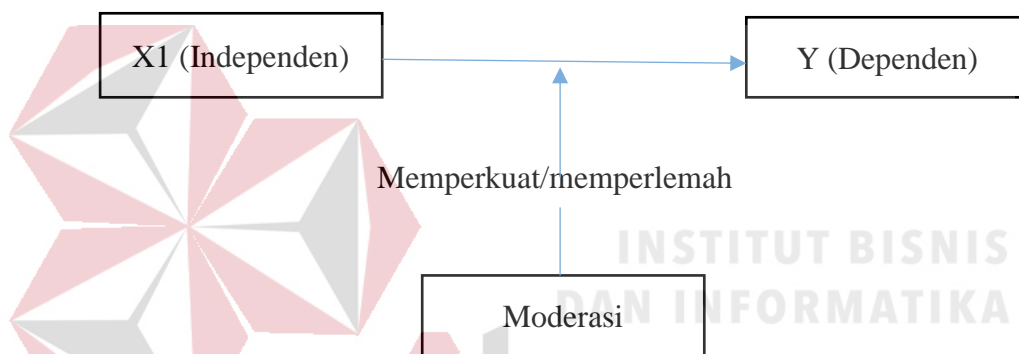 X1 (Independen)
Y (Dependen)
Memperkuat/memperlemah
INSTITUT BISNIS
DAN INFORMATIKA
Moderasi